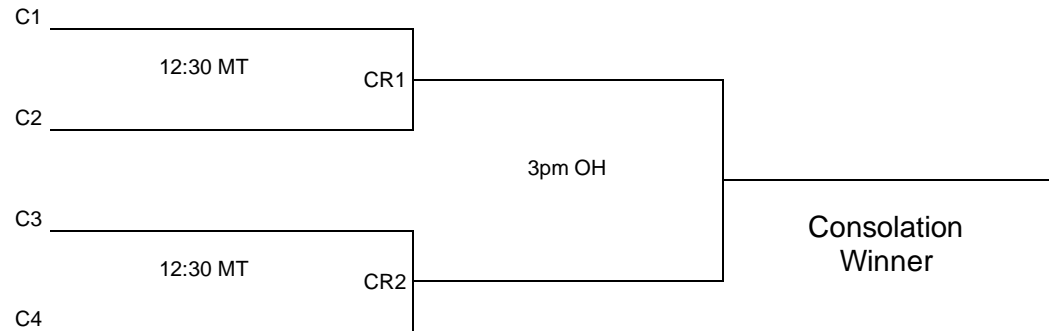 C1
12:30 MT
CR1
C2
3pm OH
C3
Consolation
Winner
12:30 MT
CR2
C4